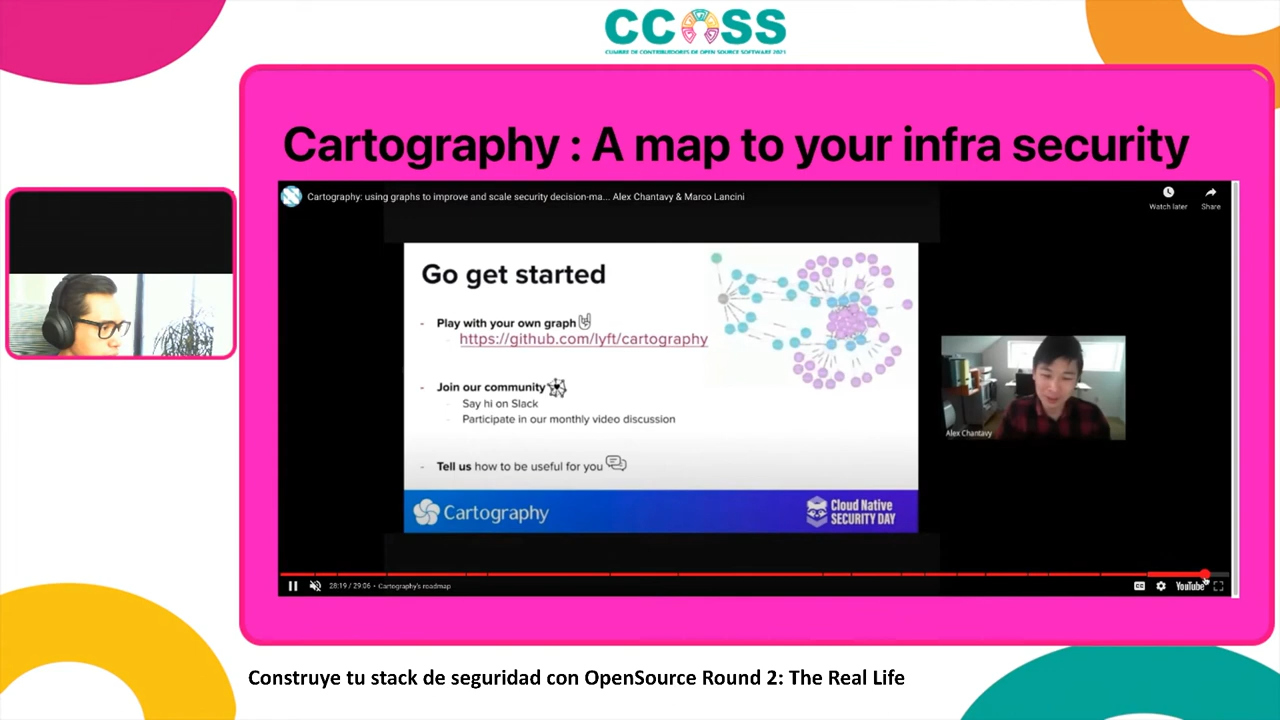 CCOSS
CUMBRE DE CONTRIBUIDORES DE OPEN SOURCE SOFTWARE 2021
Cartography : A map to your infra security
Cartography: using graphs to improve and scale security decision-ma... Alex Chantavy & Marco Lancini
Watch later
Share
Go get started
- Play with your own graph
- https://github.com/lyft/cartography
- Join our community
- Say hi on Slack
- Participate in our monthly video discussion
- Tell us how to be useful for you
Cartography
Cloud Native
SECURITY DAY
Alex Chantavy
28:19 / 29:06 • Cartography's roadmap
CC
YouTube
Construye tu stack de seguridad con OpenSource Round 2: The Real Life